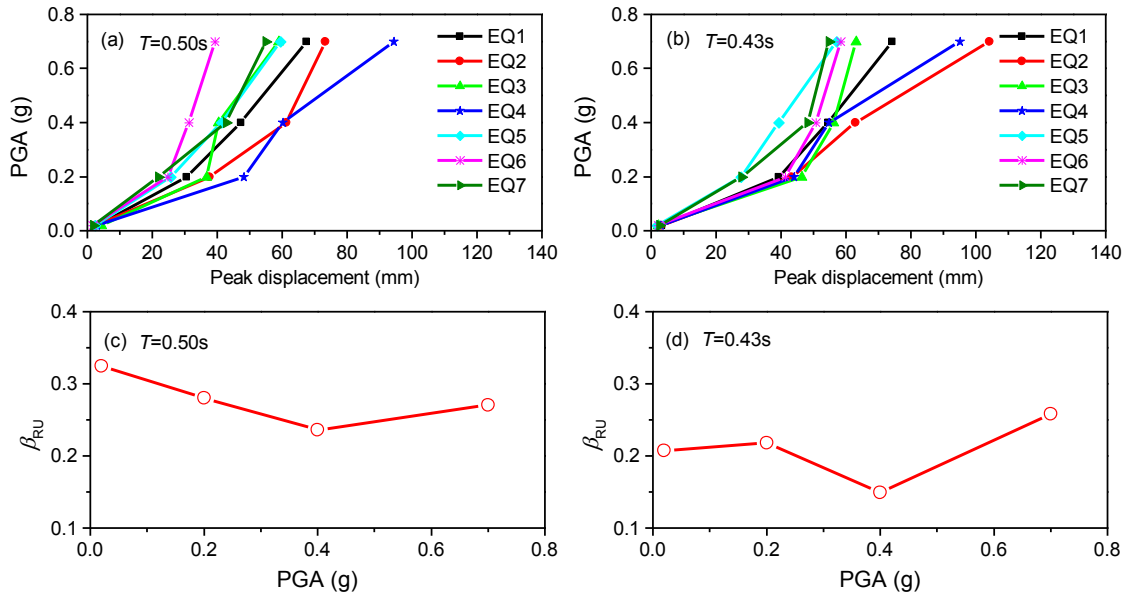 (a) T=0.50s
EQ1
EQ2
EQ3
EQ4
EQ5
EQ6
EQ7
PGA (g)
0.8
0.6
0.4
0.2
0.0
0 20 40 60 80 100 120 140
Peak displacement (mm)
(b) T=0.43s
EQ1
EQ2
EQ3
EQ4
EQ5
EQ6
EQ7
PGA (g)
0.8
0.6
0.4
0.2
0.0
0 20 40 60 80 100 120 140
Peak displacement (mm)
(c) T=0.50s
βRU
0.4
0.3
0.2
0.1
0.0 0.2 0.4 0.6 0.8
PGA (g)
(d) T=0.43s
βRU
0.4
0.3
0.2
0.1
0.0 0.2 0.4 0.6 0.8
PGA (g)